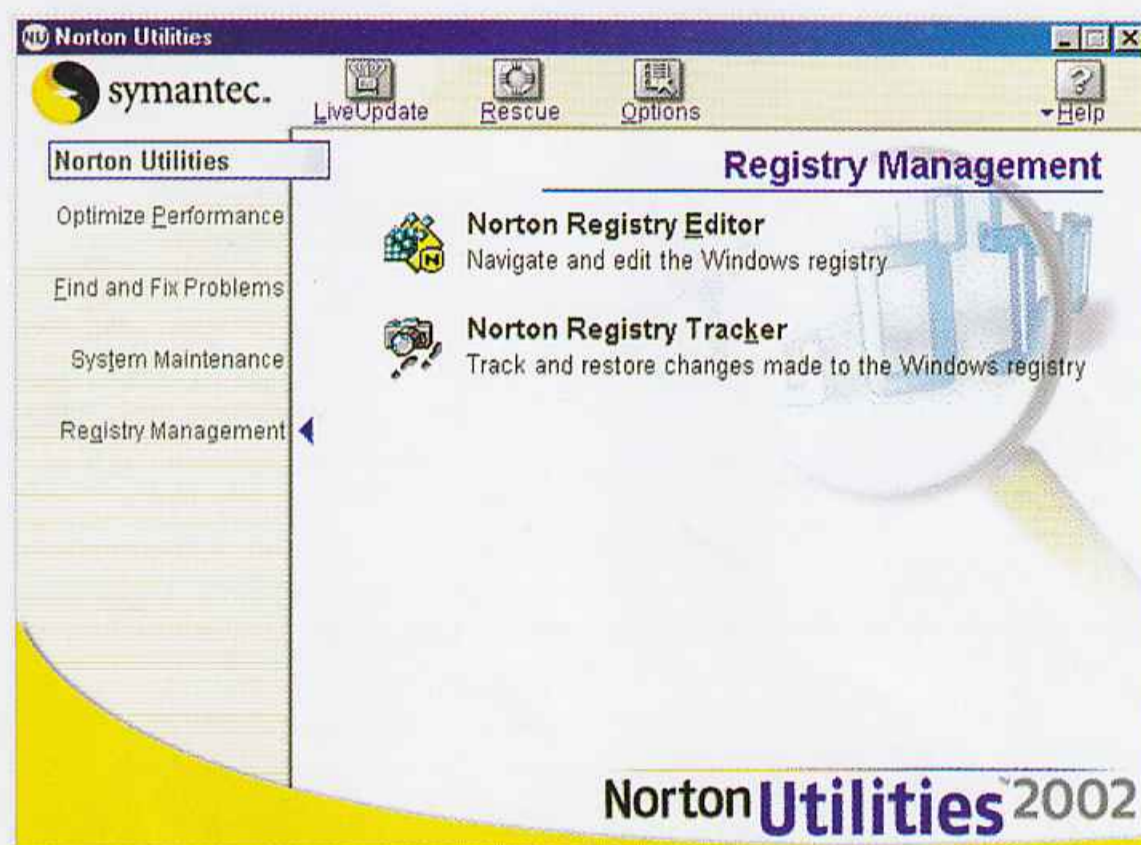 Norton Utilities
symantec.
LiveUpdate
Rescue
Options
Help
Norton Utilities
Optimize Performance
Find and Fix Problems
System Maintenance
Registry Management
Registry Management
Norton Registry Editor
Navigate and edit the Windows registry
Norton Registry Tracker
Track and restore changes made to the Windows registry
Norton Utilities™ 2002